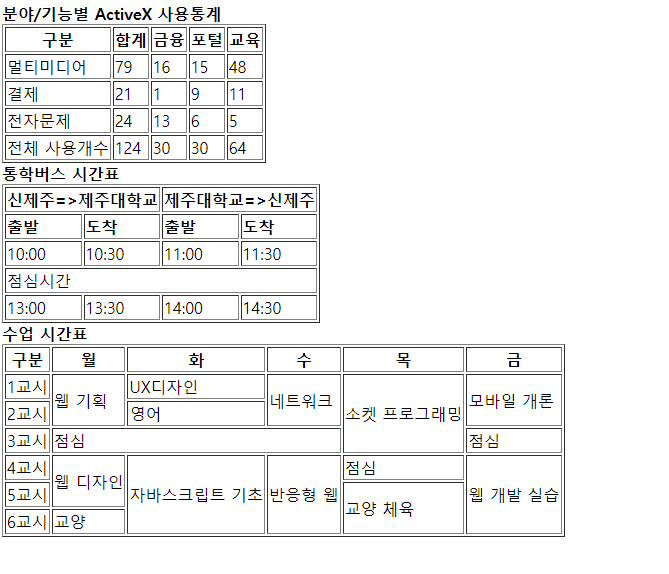 분야/기능별 ActiveX 사용통계
구분 합계 금융 포털 교육
멀티미디어 79 16 15 48
결제 21 1 9 11
전자문제 24 13 6 5
전체 사용개수 124 30 30 64
통학버스 시간표
신제주=>제주대학교 제주대학교=>신제주
출발 도착 출발 도착
10:00 10:30 11:00 11:30
점심시간
13:00 13:30 14:00 14:30
수업 시간표
구분 월 화 수 목 금
1교시 웹 기획 UX디자인 네트워크 소켓 프로그래밍 모바일 개론
2교시 영어
3교시 점심 점심
4교시 웹 디자인 자바스크립트 기초 반응형 웹 점심 웹 개발 실습
5교시 교양 체육
6교시 교양